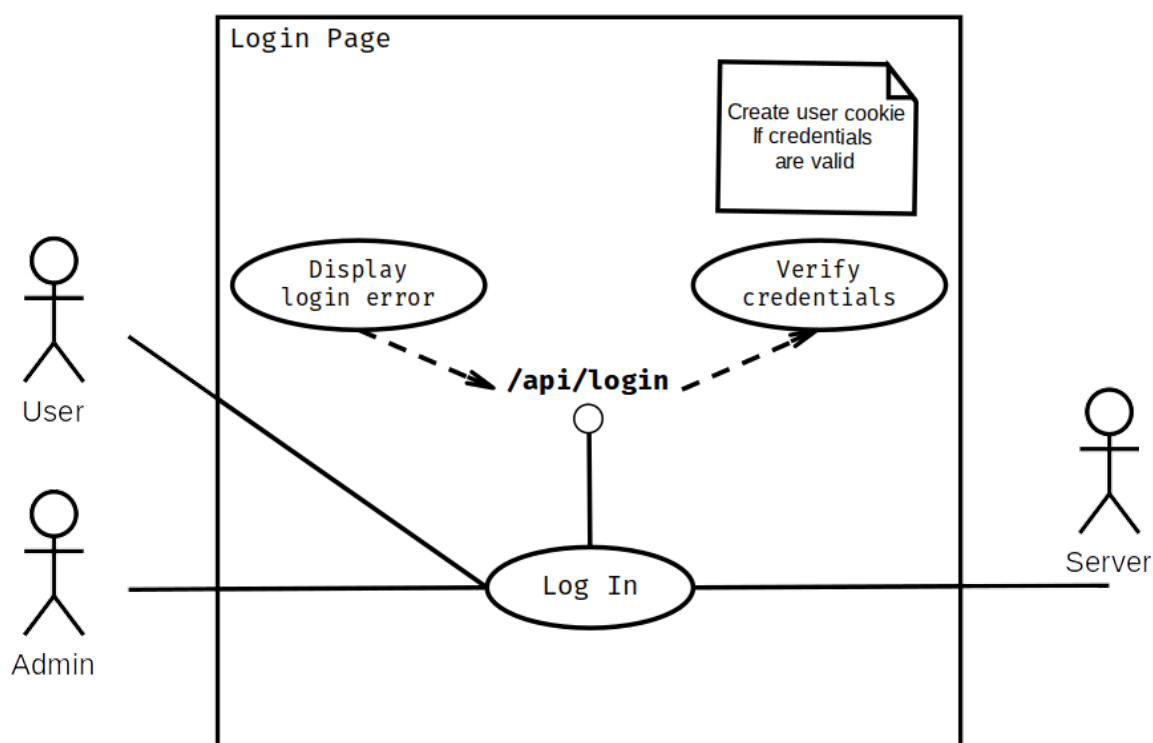 Login Page
Create user cookie
If credentials
are valid
Display
login error
Verify
credentials
/api/login
User
Log In
Server
Admin